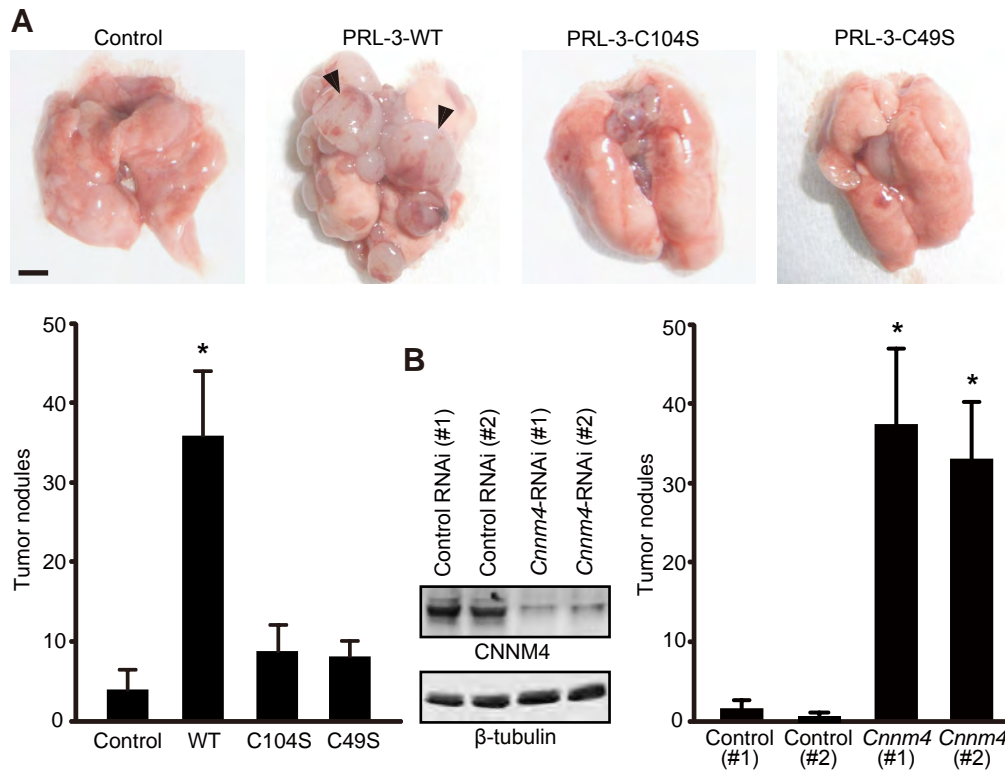 A
Control
PRL-3-WT
PRL-3-C104S
PRL-3-C49S
50
40
30
20
10
0
Tumor nodules
*
Control
WT
C104S
C49S
B
Control RNAi (#1)
Control RNAi (#2)
Cnnm4-RNAi (#1)
Cnnm4-RNAi (#2)
CNNM4
β-tubulin
50
40
30
20
10
0
Tumor nodules
*
*
Control
(#1)
Control
(#2)
Cnnm4
(#1)
Cnnm4
(#2)